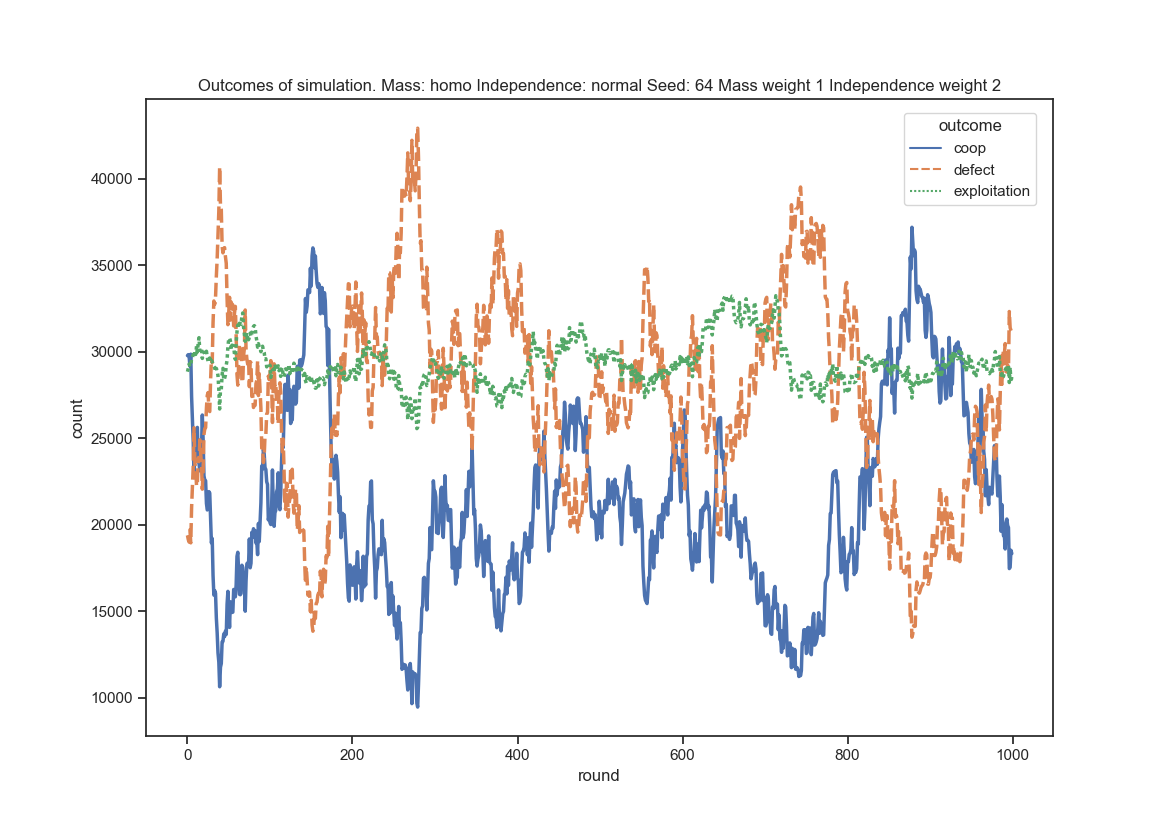 Outcomes of simulation. Mass: homo Independence: normal Seed: 64 Mass weight 1 Independence weight 2
outcome
coop
defect
exploitation
40000
35000
30000
25000
20000
15000
10000
count
0 200 400 600 800 1000
round